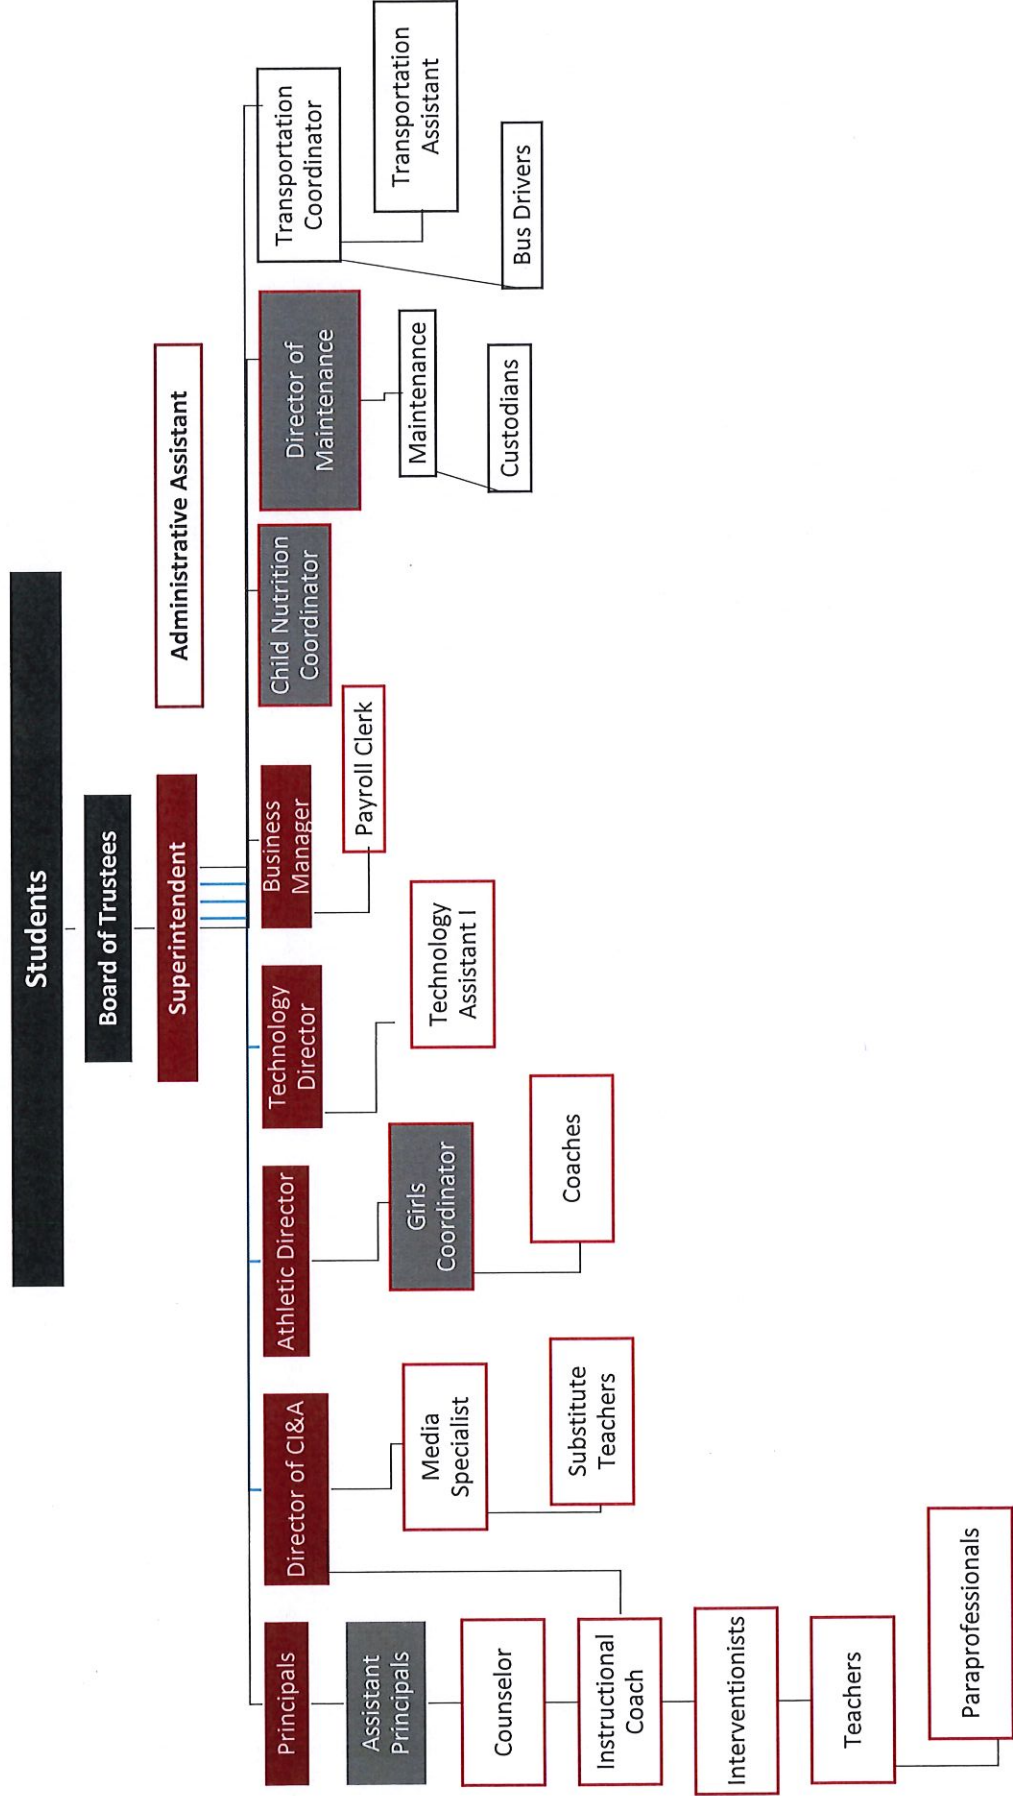 Students
Board of Trustees
Superintendent
Administrative Assistant
Principals
Director of CI&A
Athletic Director
Technology
Director
Business
Manager
Child Nutrition
Coordinator
Director of
Maintenance
Transportation
Coordinator
Assistant
Principals
Counselor
Instructional
Coach
Interventionists
Teachers
Paraprofessionals
Media
Specialist
Substitute
Teachers
Girls
Coordinator
Coaches
Technology
Assistant I
Payroll Clerk
Maintenance
Custodians
Transportation
Assistant
Bus Drivers